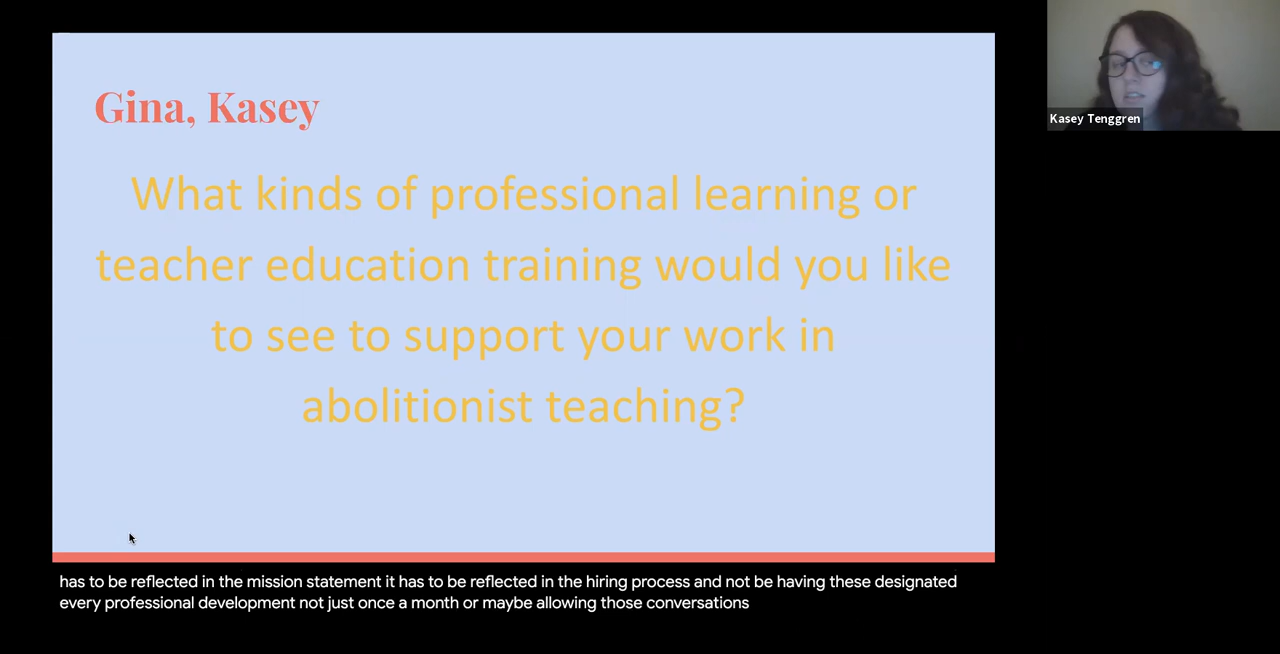 Gina, Kasey
What kinds of professional learning or
teacher education training would you like
to see to support your work in
abolitionist teaching?
Kasey Tenggren
has to be reflected in the mission statement it has to be reflected in the hiring process and not be having these designated
every professional development not just once a month or maybe allowing those conversations